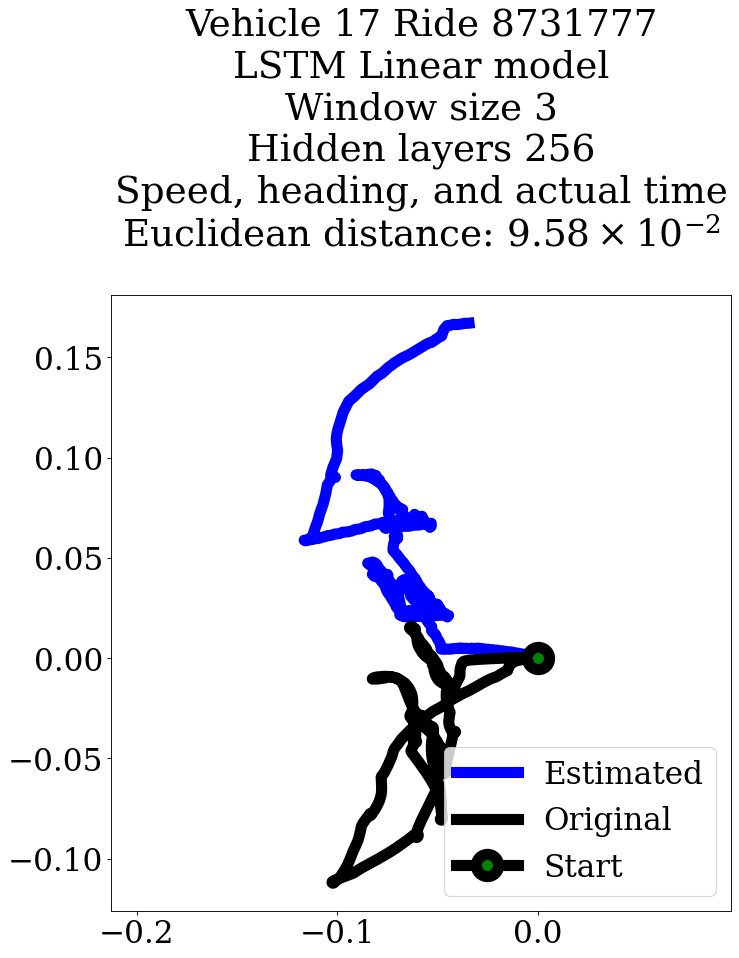 Vehicle 17 Ride 8731777
LSTM Linear model
Window size 3
Hidden layers 256
Speed, heading, and actual time
Euclidean distance: 9.58 × 10⁻²
0.15
0.10
0.05
0.00
−0.05
−0.10
−0.2
−0.1
0.0
Estimated
Original
Start